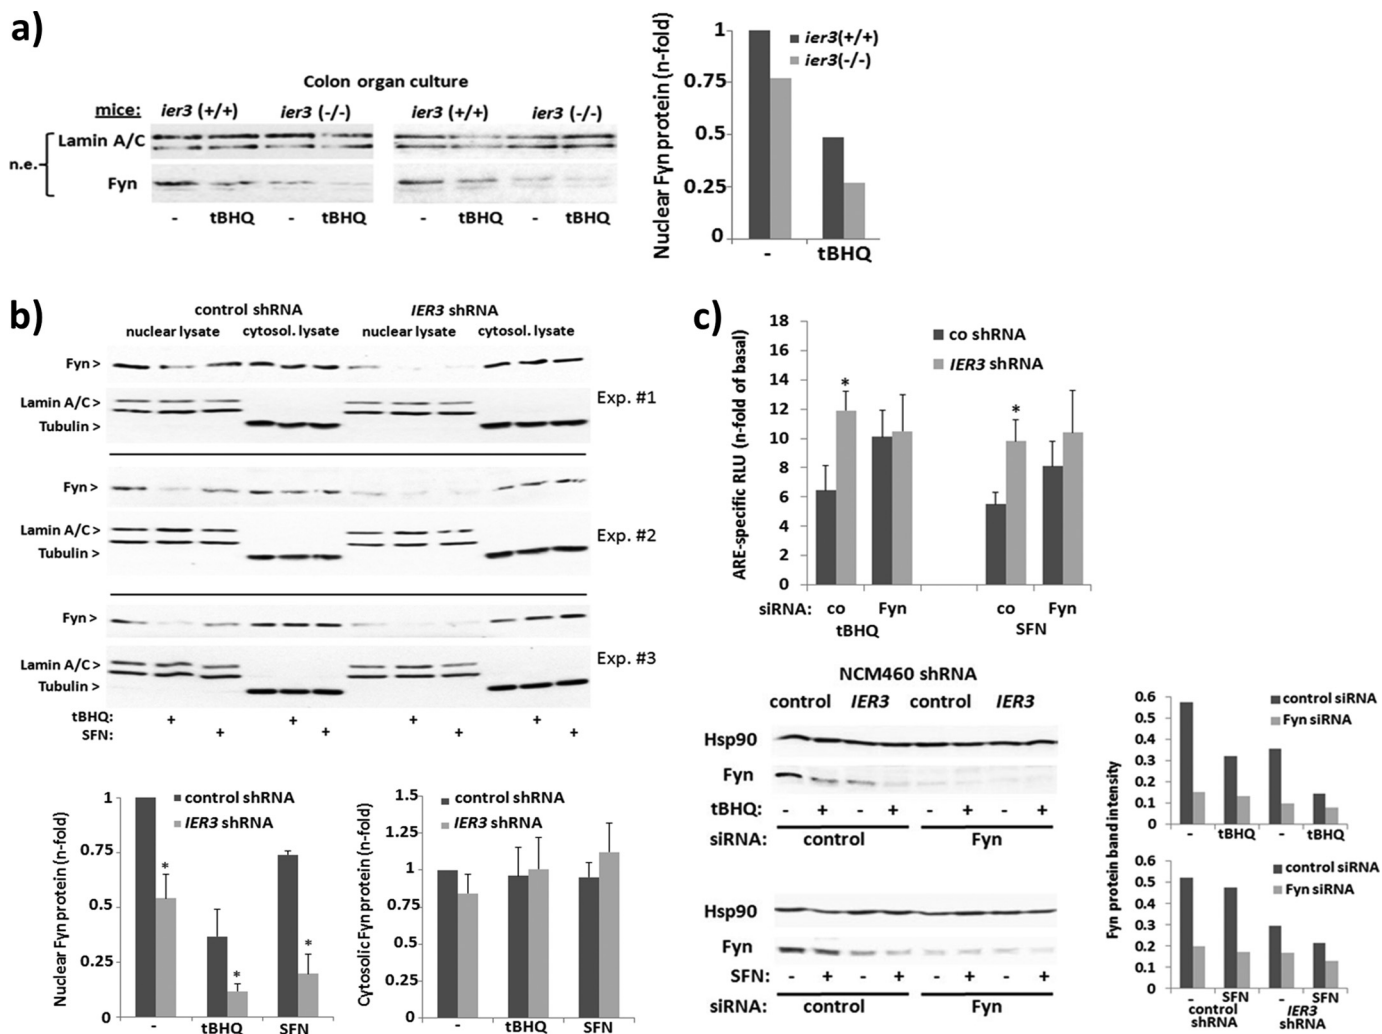 a)
Colon organ culture
mice: ier3 (+/+) ier3 (-/-) ier3 (+/+) ier3 (-/-)
n.e.
Lamin A/C
Fyn
- tBHQ - tBHQ - tBHQ - tBHQ
Nuclear Fyn protein (n-fold)
1
0.75
0.5
0.25
0
ier3(+/+)
ier3(-/-)
- tBHQ
b)
control shRNA IER3 shRNA
nuclear lysate cytosol. lysate nuclear lysate cytosol. lysate
Fyn >
Lamin A/C >
Tubulin >
Exp. #1
Fyn >
Lamin A/C >
Tubulin >
Exp. #2
Fyn >
Lamin A/C >
Tubulin >
Exp. #3
tBHQ: + + + +
SFN: + + + +
Nuclear Fyn protein (n-fold)
1
0.75
0.5
0.25
0
control shRNA
IER3 shRNA
* * *
- tBHQ SFN
Cytosolic Fyn protein (n-fold)
1.5
1.25
1
0.75
0.5
0.25
0
control shRNA
IER3 shRNA
- tBHQ SFN
c)
ARE-specific RLU (n-fold of basal)
18
16
14
12
10
8
6
4
2
0
co shRNA
IER3 shRNA
* *
siRNA: co Fyn co Fyn
tBHQ SFN
NCM460 shRNA
control IER3 control IER3
Hsp90
Fyn
tBHQ: - + - + - + - +
siRNA: control Fyn
Hsp90
Fyn
SFN: - + - + - + - +
siRNA: control Fyn
Fyn protein band intensity
0.6
0.5
0.4
0.3
0.2
0.1
0
control siRNA
Fyn siRNA
- tBHQ - tBHQ
0.6
0.5
0.4
0.3
0.2
0.1
0
control siRNA
Fyn siRNA
- SFN - SFN
control shRNA IER3 shRNA